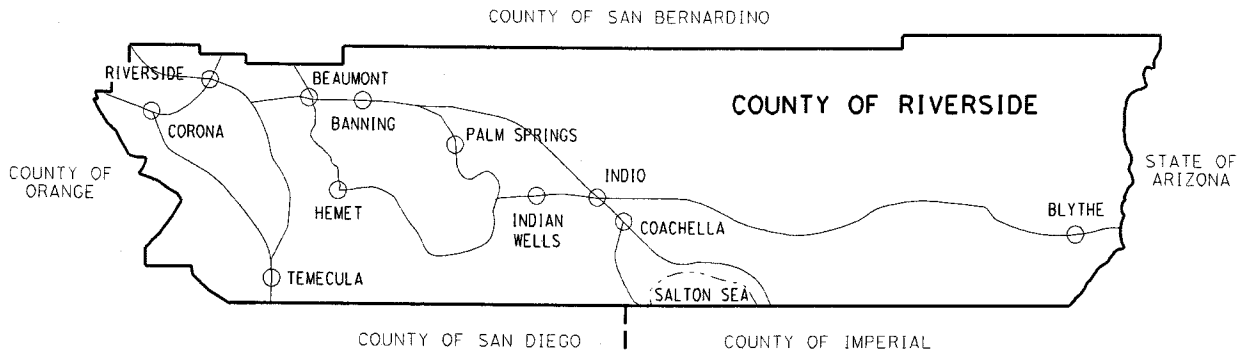 COUNTY OF SAN BERNARDINO
RIVERSIDE
BEAUMONT
COUNTY OF RIVERSIDE
CORONA
BANNING
PALM SPRINGS
COUNTY OF
ORANGE
STATE OF
ARIZONA
INDIO
HEMET
INDIAN
WELLS
COACHELLA
BLYTHE
TEMECULA
SALTON SEA
COUNTY OF SAN DIEGO
COUNTY OF IMPERIAL